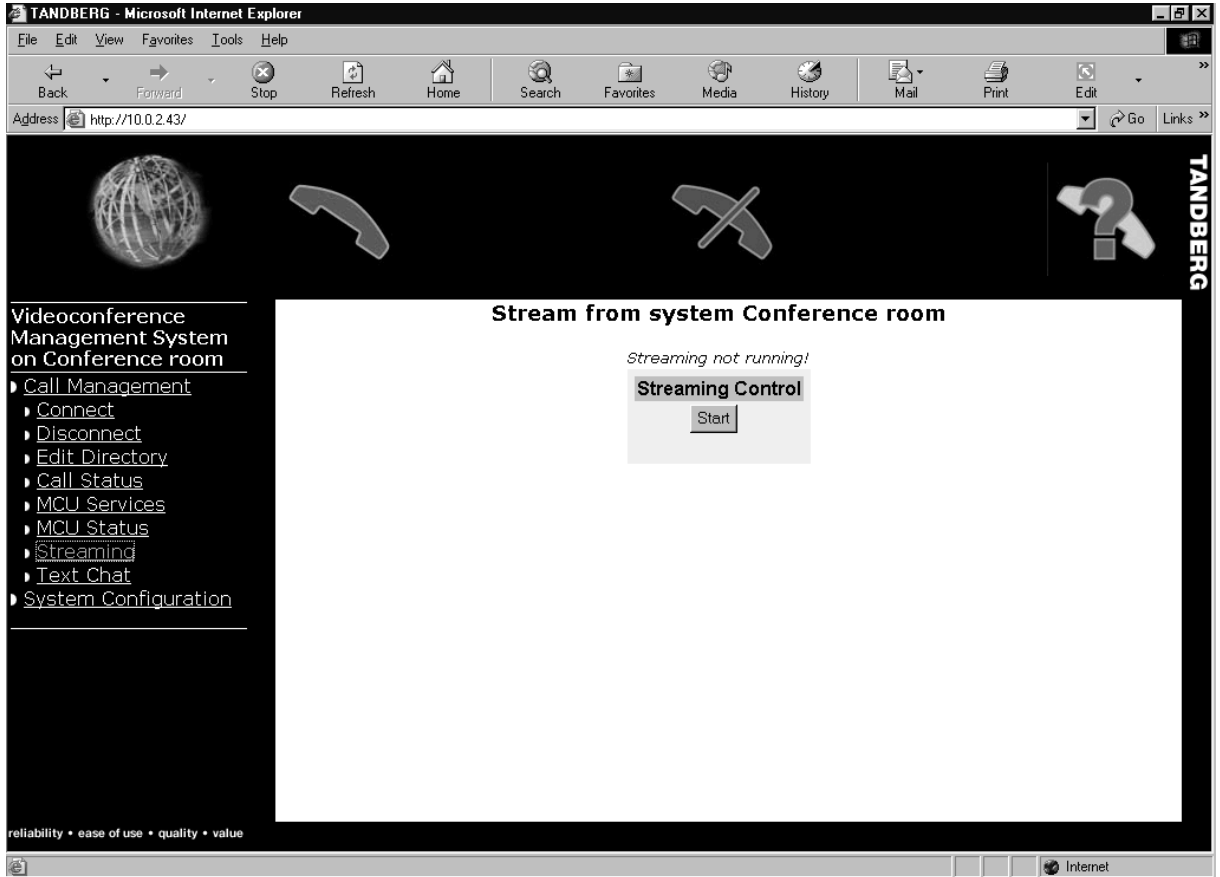 TANDBERG - Microsoft Internet Explorer
File Edit View Favorites Tools Help
Back Forward Stop Refresh Home Search Favorites Media History Mail Print Edit »
Address http://10.0.2.43/ Go Links »
TANDBERG
Videoconference
Management System
on Conference room
Call Management
Connect
Disconnect
Edit Directory
Call Status
MCU Services
MCU Status
Streaming
Text Chat
System Configuration
Stream from system Conference room
Streaming not running!
Streaming Control
Start
reliability • ease of use • quality • value
Internet